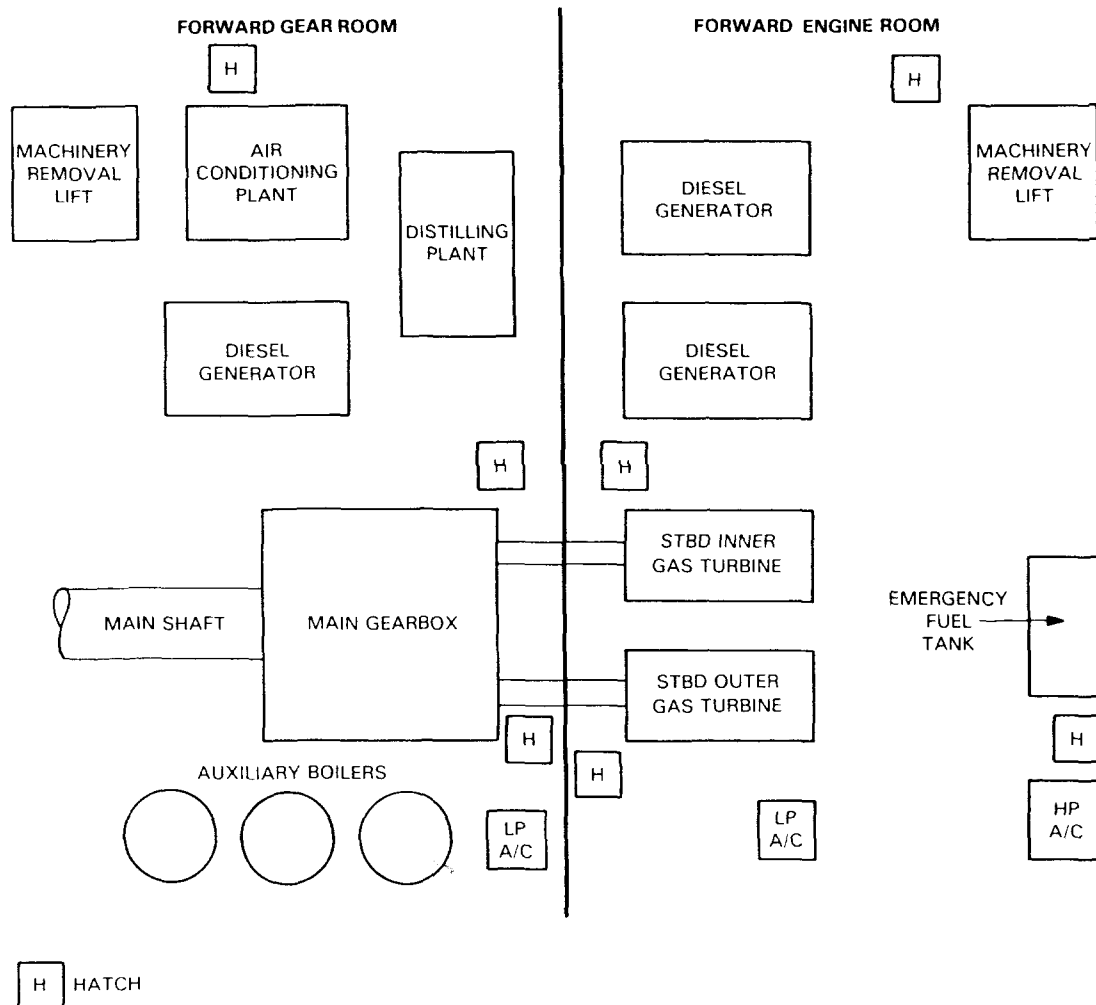 FORWARD GEAR ROOM
H
MACHINERY
REMOVAL
LIFT
AIR
CONDITIONING
PLANT
DISTILLING
PLANT
DIESEL
GENERATOR
H
MAIN SHAFT
MAIN GEARBOX
H
AUXILIARY BOILERS
LP
A/C
FORWARD ENGINE ROOM
H
DIESEL
GENERATOR
MACHINERY
REMOVAL
LIFT
DIESEL
GENERATOR
H
STBD INNER
GAS TURBINE
EMERGENCY
FUEL
TANK
STBD OUTER
GAS TURBINE
H
H
LP
A/C
HP
A/C
H HATCH